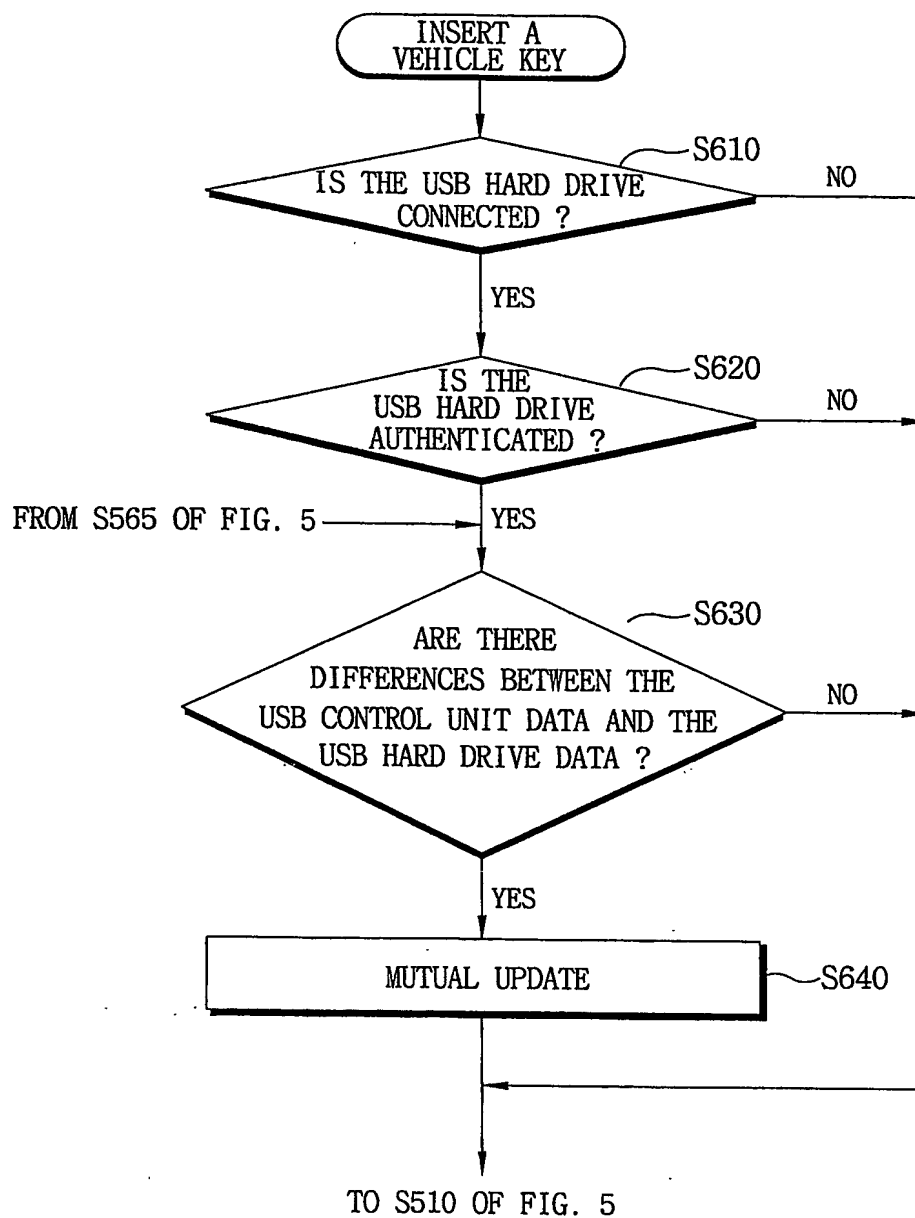 INSERT A
VEHICLE KEY
S610
IS THE USB HARD DRIVE
CONNECTED ?
NO
YES
S620
IS THE
USB HARD DRIVE
AUTHENTICATED ?
NO
FROM S565 OF FIG. 5
YES
S630
ARE THERE
DIFFERENCES BETWEEN THE
USB CONTROL UNIT DATA AND THE
USB HARD DRIVE DATA ?
NO
YES
MUTUAL UPDATE
S640
TO S510 OF FIG. 5